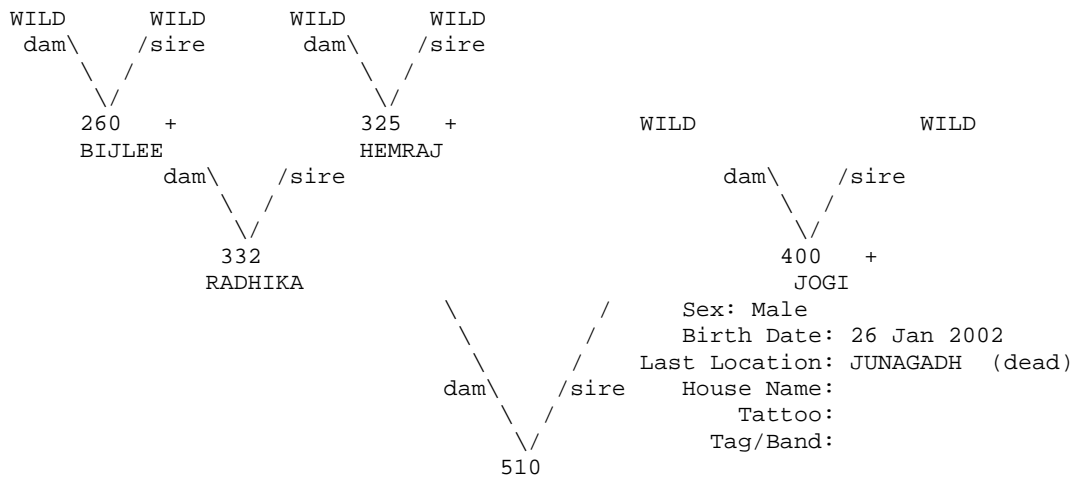 WILD WILD WILD WILD
dam\ /sire dam\ /sire
\ / \ /
\/ \/
260 + 325 + WILD WILD
BIJLEE HEMRAJ
dam\ /sire dam\ /sire
\ / \ /
\/ \/
332 400 +
RADHIKA JOGI
\ / Sex: Male
\ / Birth Date: 26 Jan 2002
\ / Last Location: JUNAGADH (dead)
dam\ /sire House Name:
\ / Tattoo:
\/ Tag/Band:
510